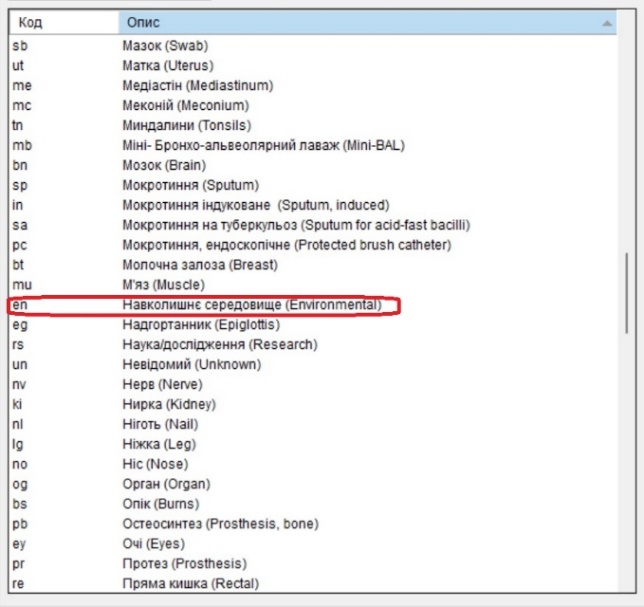 Код Опис
sb Мазок (Swab)
ut Матка (Uterus)
me Медіастін (Mediastinum)
mc Меконій (Meconium)
tn Миндалини (Tonsils)
mb Міні- Бронхо-альвеолярний лаваж (Mini-BAL)
bn Мозок (Brain)
sp Мокротиння (Sputum)
in Мокротиння індуковане (Sputum, induced)
sa Мокротиння на туберкульоз (Sputum for acid-fast bacilli)
pc Мокротиння, ендоскопічне (Protected brush catheter)
bt Молочна залоза (Breast)
mu М'яз (Muscle)
en Навколишнє середовище (Environmental)
eg Надгортанник (Epiglottis)
rs Наука/дослідження (Research)
un Невідомий (Unknown)
nv Нерв (Nerve)
ki Нирка (Kidney)
nl Ніготь (Nail)
lg Ніжка (Leg)
no Ніс (Nose)
og Орган (Organ)
bs Опік (Burns)
pb Остеосинтез (Prosthesis, bone)
ey Очі (Eyes)
pr Протез (Prosthesis)
re Пряма кишка (Rectal)